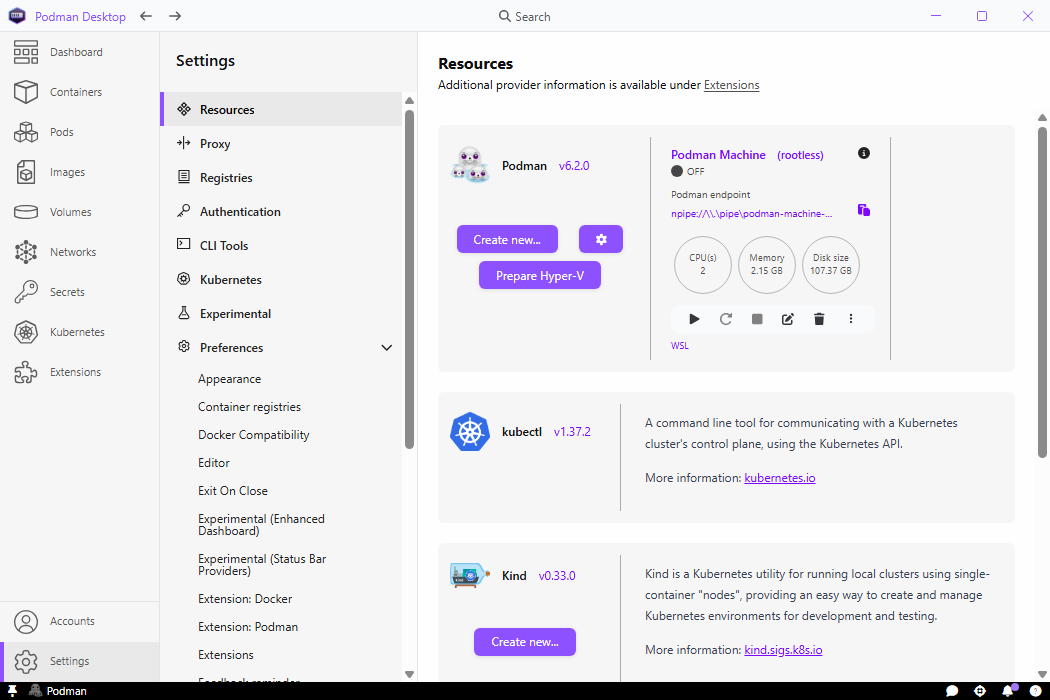 Podman Desktop
Search
Dashboard
Containers
Pods
Images
Volumes
Networks
Secrets
Kubernetes
Extensions
Accounts
Settings
Settings
Resources
Proxy
Registries
Authentication
CLI Tools
Kubernetes
Experimental
Preferences
Appearance
Container registries
Docker Compatibility
Editor
Exit On Close
Experimental (Enhanced
Dashboard)
Experimental (Status Bar
Providers)
Extension: Docker
Extension: Podman
Extensions
Feedback reminder
Resources
Additional provider information is available under Extensions
Podman v6.2.0
Create new...
Prepare Hyper-V
Podman Machine (rootless)
OFF
Podman endpoint
npipe://\\.\pipe\podman-machine-...
CPU(s)
2
Memory
2.15 GB
Disk size
107.37 GB
WSL
kubectl v1.37.2
A command line tool for communicating with a Kubernetes
cluster's control plane, using the Kubernetes API.
More information: kubernetes.io
Kind v0.33.0
Create new...
Kind is a Kubernetes utility for running local clusters using single-
container "nodes", providing an easy way to create and manage
Kubernetes environments for development and testing.
More information: kind.sigs.k8s.io
Podman